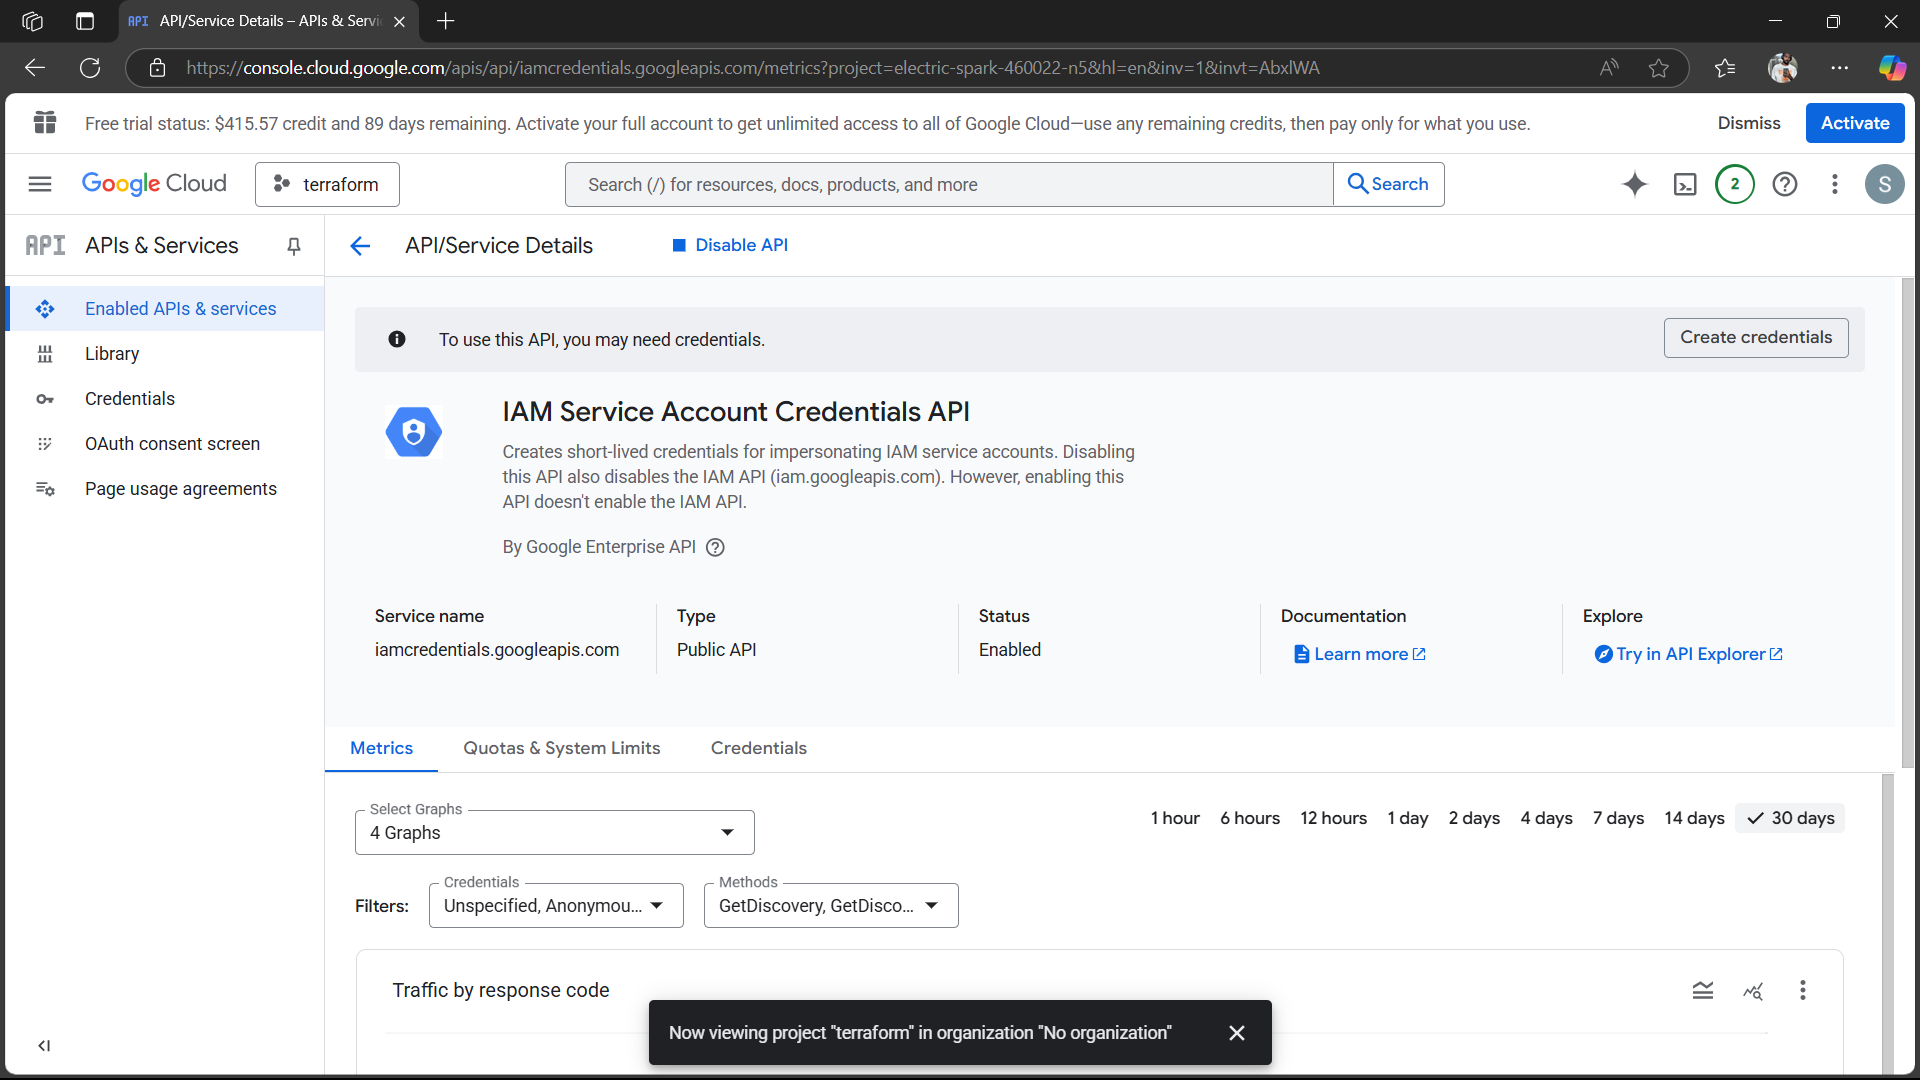 API API/Service Details – APIs & Servi
https://console.cloud.google.com/apis/api/iamcredentials.googleapis.com/metrics?project=electric-spark-460022-n5&hl=en&inv=1&invt=AbxlWA
Free trial status: $415.57 credit and 89 days remaining. Activate your full account to get unlimited access to all of Google Cloud—use any remaining credits, then pay only for what you use.
Dismiss
Activate
Google Cloud
terraform
Search (/) for resources, docs, products, and more
Search
2
S
API APIs & Services
API/Service Details
Disable API
Enabled APIs & services
Library
Credentials
OAuth consent screen
Page usage agreements
To use this API, you may need credentials.
Create credentials
IAM Service Account Credentials API
Creates short-lived credentials for impersonating IAM service accounts. Disabling
this API also disables the IAM API (iam.googleapis.com). However, enabling this
API doesn't enable the IAM API.
By Google Enterprise API
Service name
iamcredentials.googleapis.com
Type
Public API
Status
Enabled
Documentation
Learn more
Explore
Try in API Explorer
Metrics
Quotas & System Limits
Credentials
Select Graphs
4 Graphs
1 hour 6 hours 12 hours 1 day 2 days 4 days 7 days 14 days 30 days
Filters:
Credentials
Unspecified, Anonymou...
Methods
GetDiscovery, GetDisco...
Traffic by response code
Now viewing project "terraform" in organization "No organization"